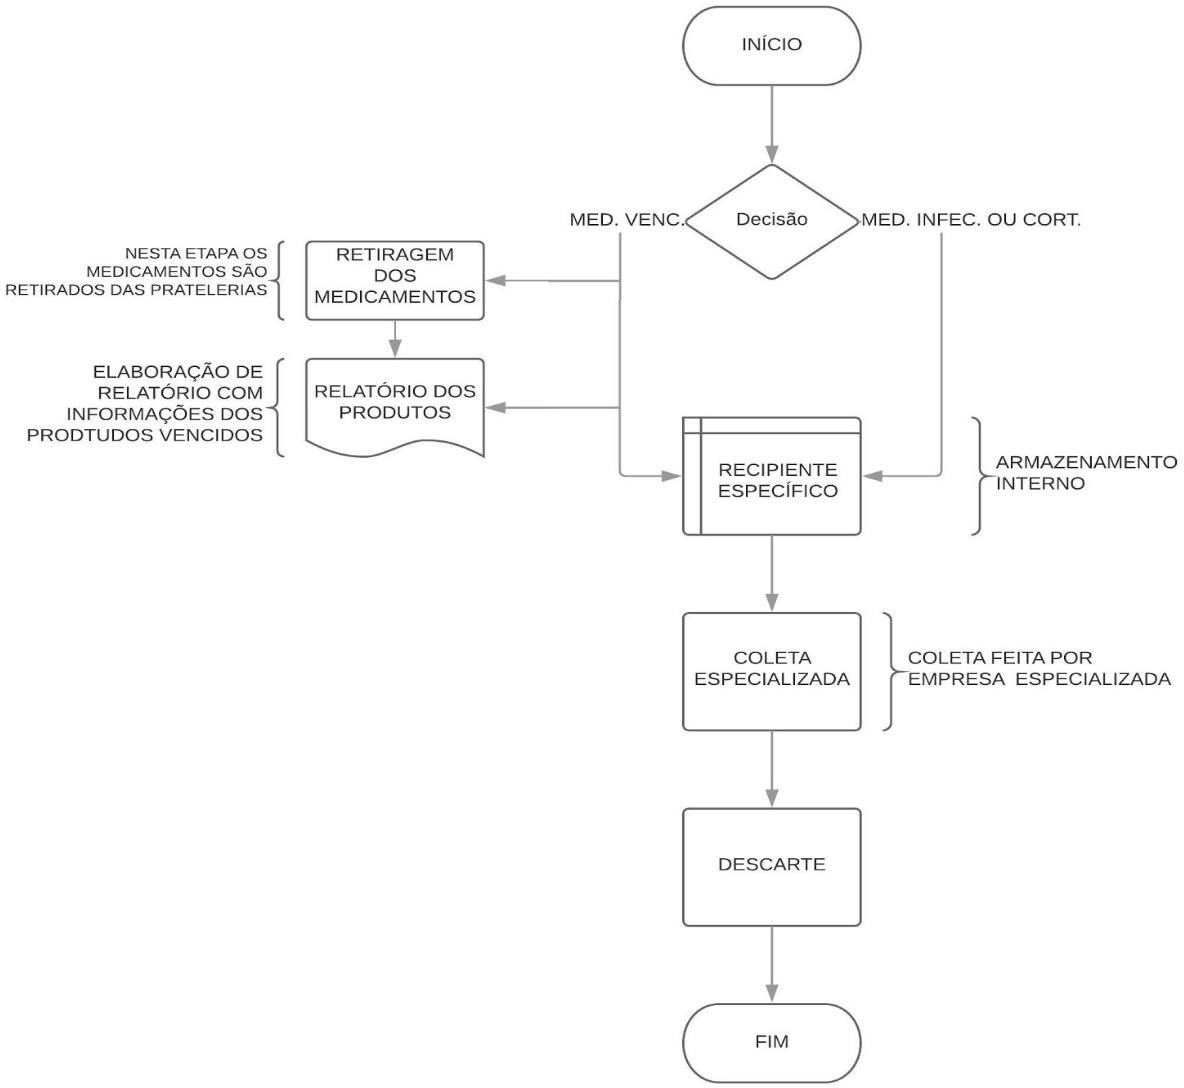 INÍCIO
MED. VENC.
Decisão
MED. INFEC. OU CORT.
NESTA ETAPA OS
MEDICAMENTOS SÃO
RETIRADOS DAS PRATELERIAS
RETIRAGEM
DOS
MEDICAMENTOS
ELABORAÇÃO DE
RELATÓRIO COM
INFORMAÇÕES DOS
PRODTUDOS VENCIDOS
RELATÓRIO DOS
PRODUTOS
RECIPIENTE
ESPECÍFICO
ARMAZENAMENTO
INTERNO
COLETA
ESPECIALIZADA
COLETA FEITA POR
EMPRESA  ESPECIALIZADA
DESCARTE
FIM